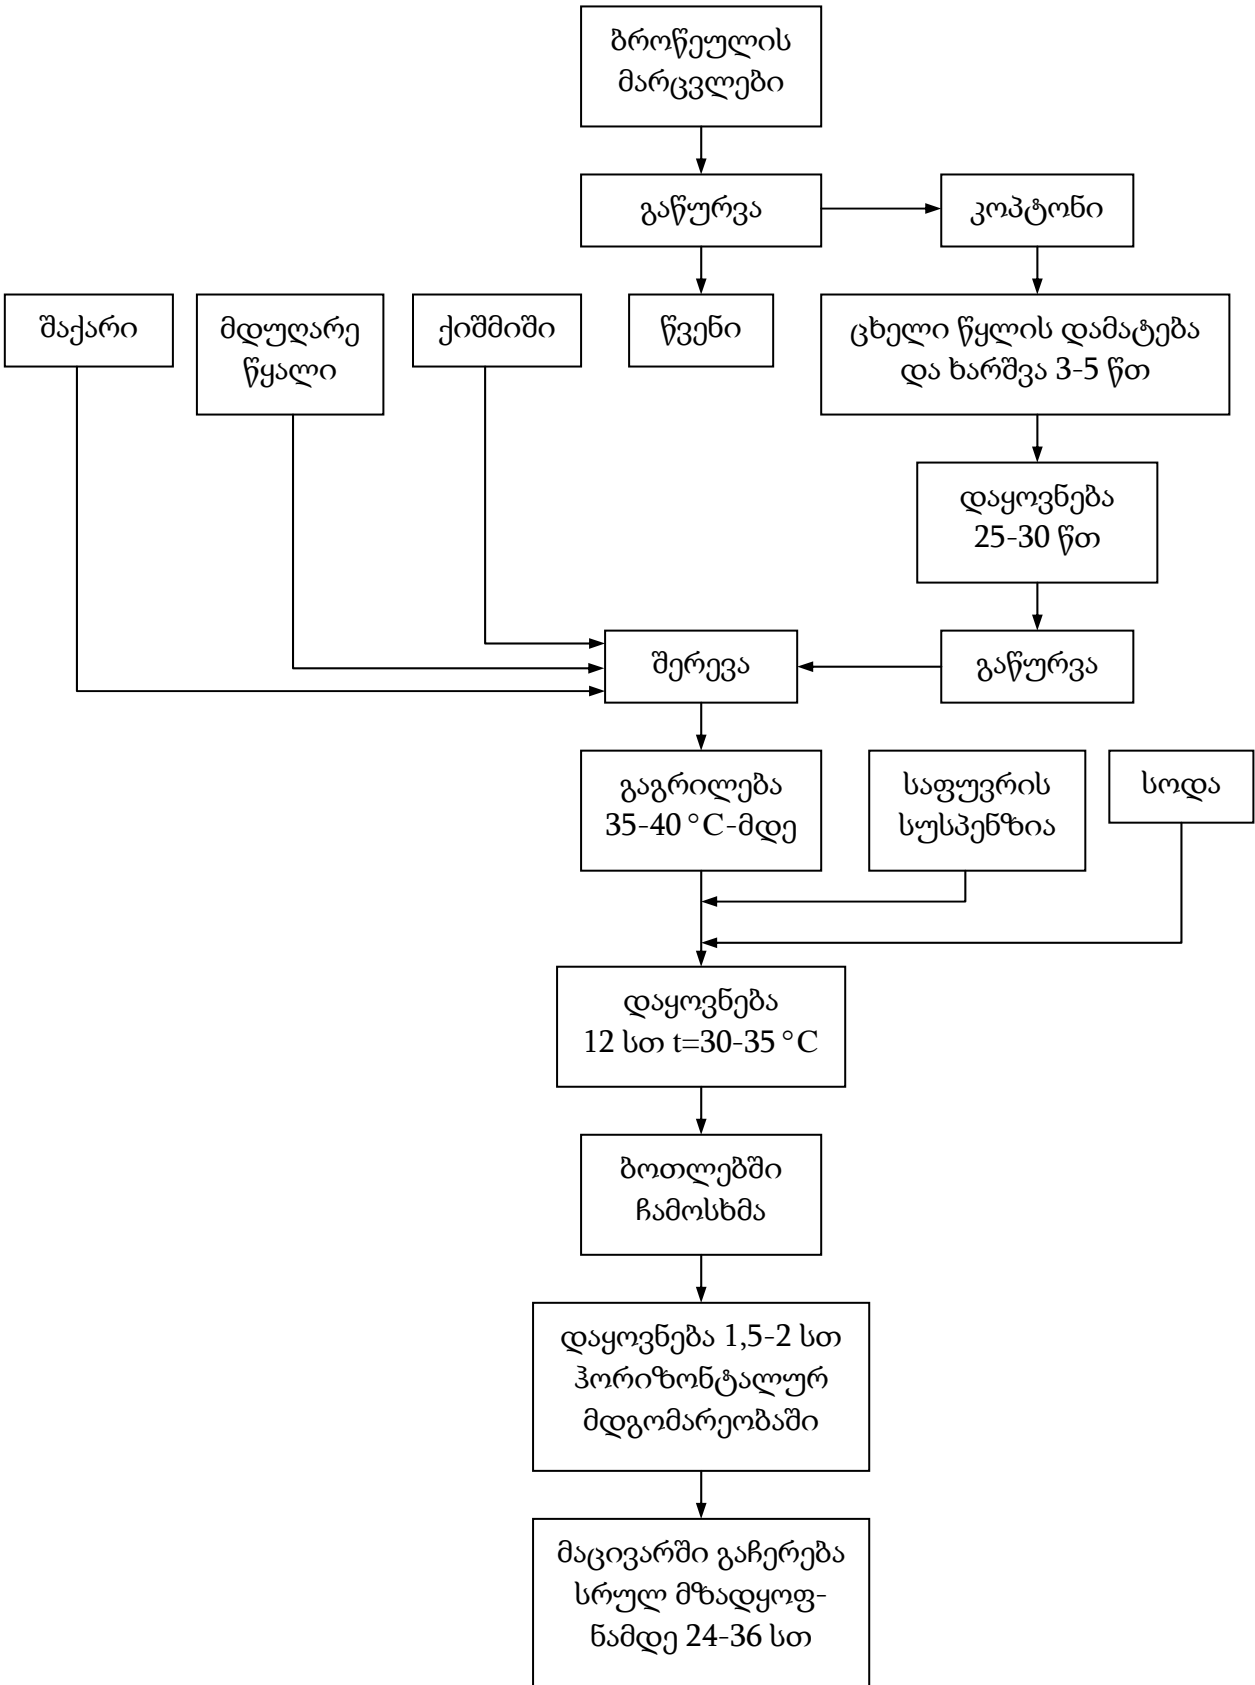 ბროწეულის
მარცვლები
გაწურვა
კოპტონი
შაქარი
მდუღარე
წყალი
ქიშმიში
წვენი
ცხელი წყლის დამატება
და ხარშვა 3-5 წთ
დაყოვნება
25-30 წთ
შერევა
გაწურვა
გაგრილება
35-40 °C-მდე
საფუვრის
სუსპენზია
სოდა
დაყოვნება
12 სთ t=30-35 °C
ბოთლებში
ჩამოსხმა
დაყოვნება 1,5-2 სთ
ჰორიზონტალურ
მდგომარეობაში
მაცივარში გაჩერება
სრულ მზადყოფ-
ნამდე 24-36 სთ